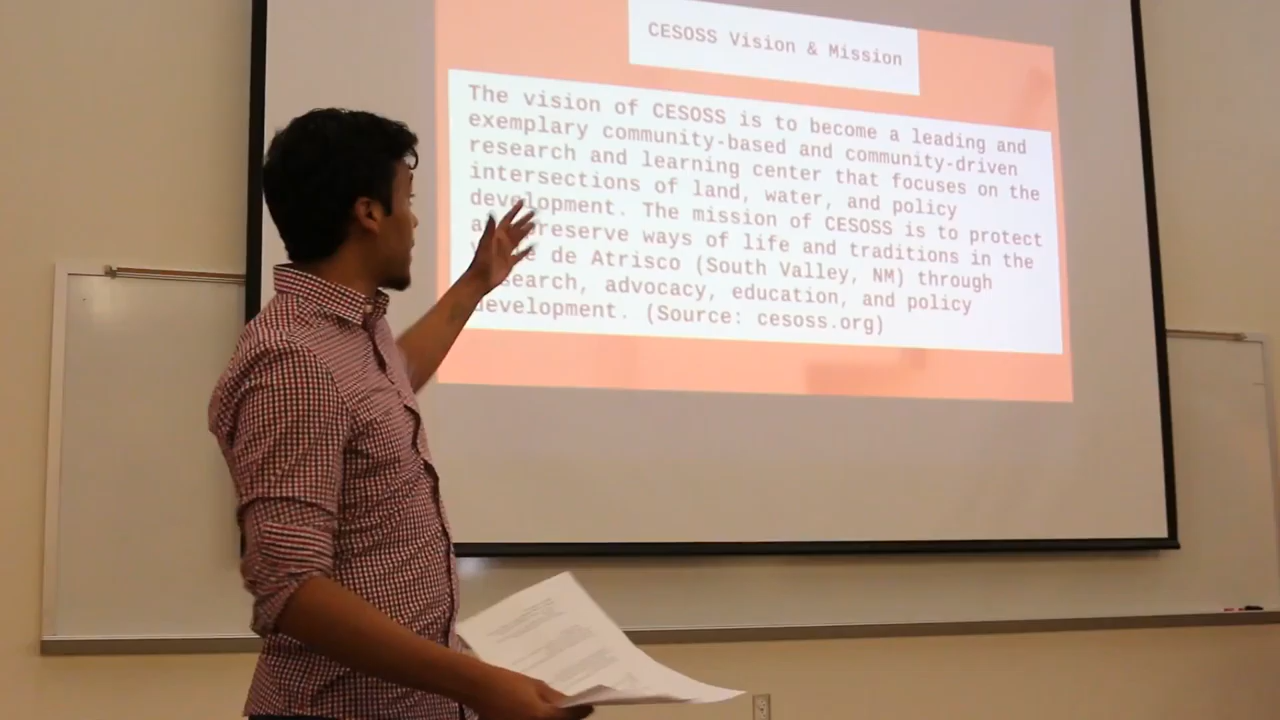 CESOSS Vision & Mission
The vision of CESOSS is to become a leading and
exemplary community-based and community-driven
research and learning center that focuses on the
intersections of land, water, and policy
development. The mission of CESOSS is to protect
preserve ways of life and traditions in the
de Atrisco (South Valley, NM) through
research, advocacy, education, and policy
development. (Source: cesoss.org)